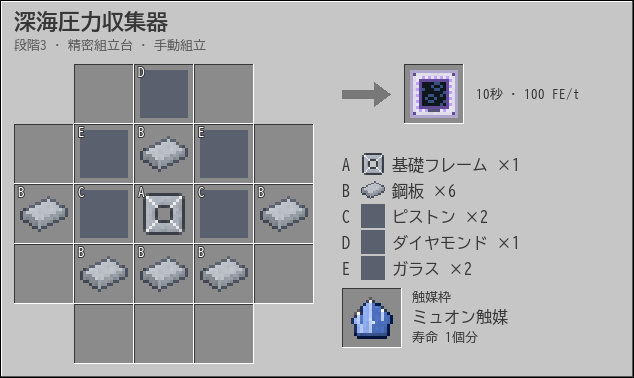 深海圧力収集器
段階3 · 精密組立台 · 手動組立
D
E
B
E
B
C
A
C
B
B
B
B
10秒 · 100 FE/t
A 基礎フレーム ×1
B 鋼板 ×6
C ピストン ×2
D ダイヤモンド ×1
E ガラス ×2
触媒枠
ミュオン触媒
寿命 1個分